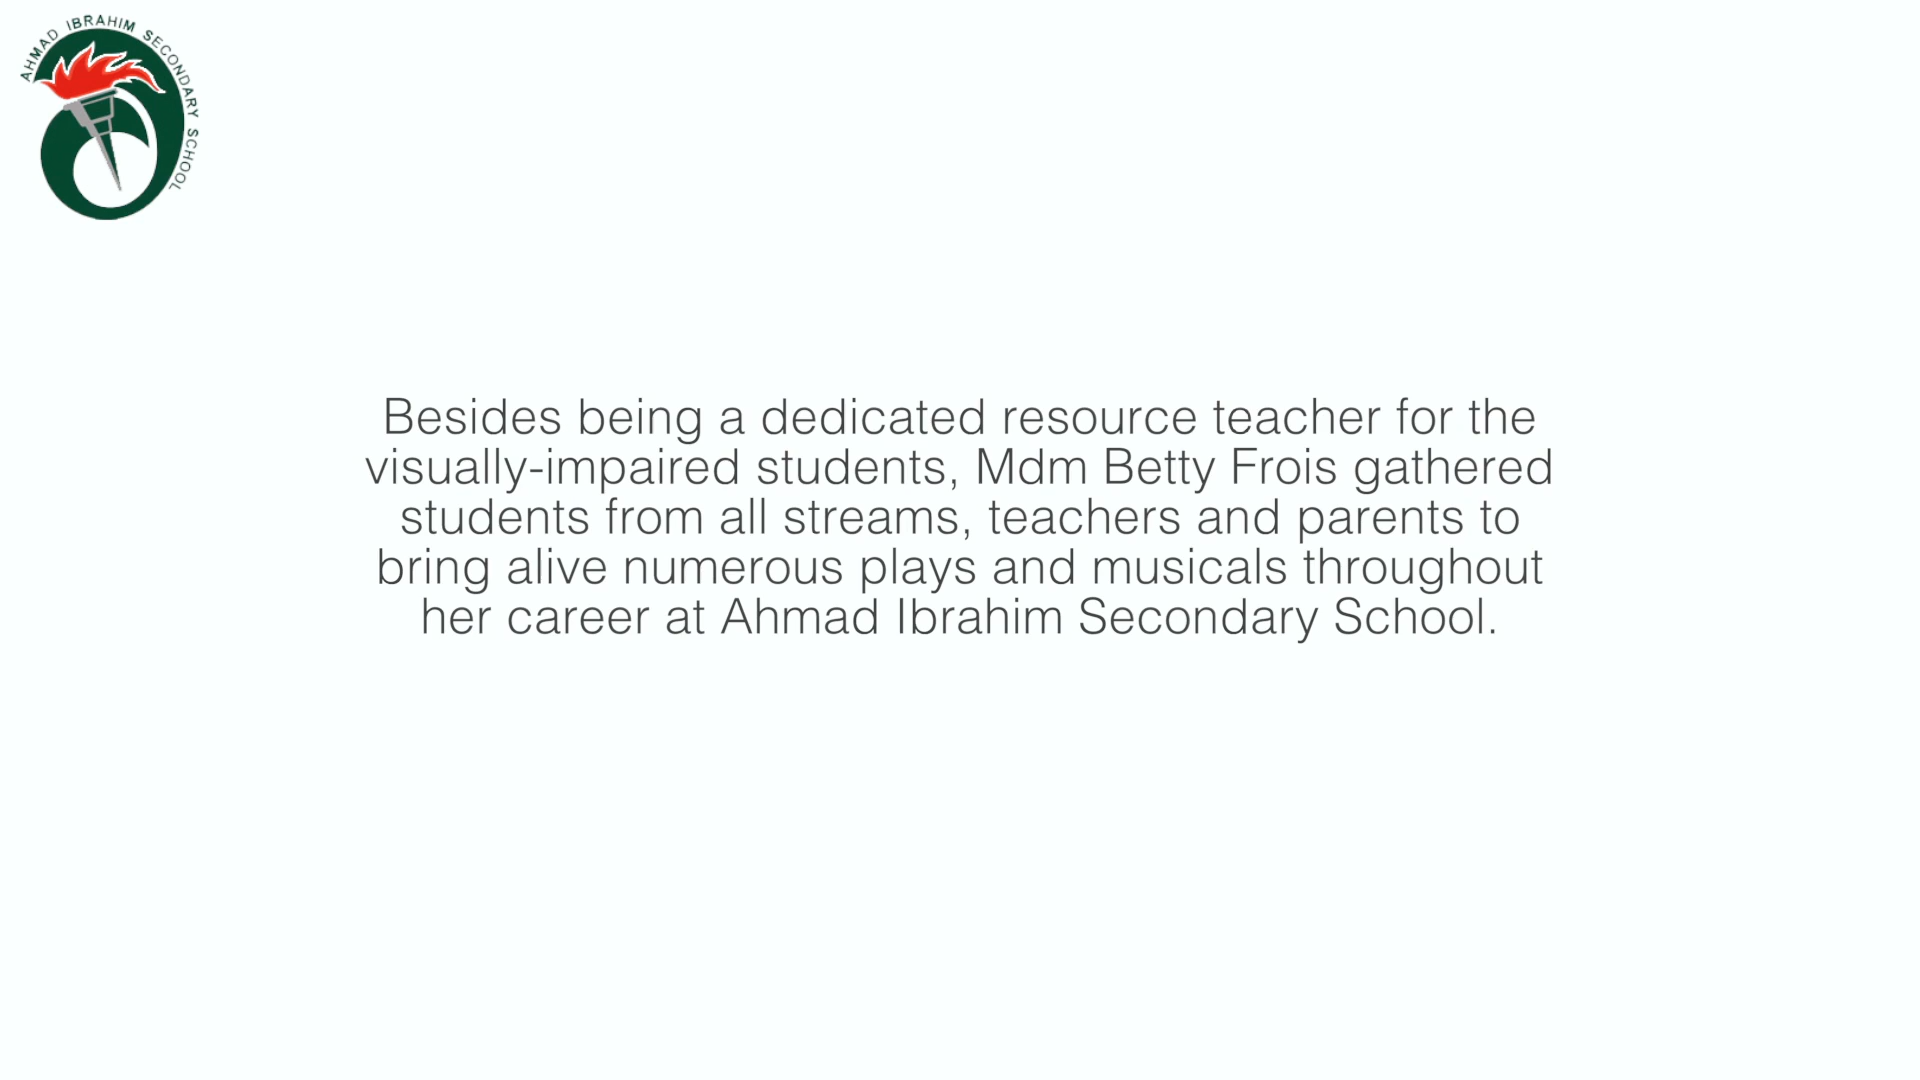 AHMAD IBRAHIM SECONDARY SCHOOL
Besides being a dedicated resource teacher for the
visually-impaired students, Mdm Betty Frois gathered
students from all streams, teachers and parents to
bring alive numerous plays and musicals throughout
her career at Ahmad Ibrahim Secondary School.